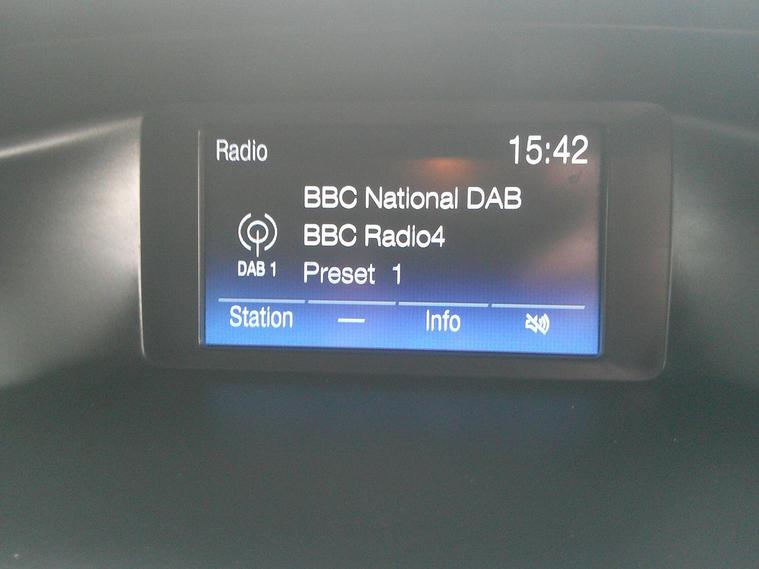 Radio 15:42
BBC National DAB
BBC Radio4
DAB 1
Preset 1
Station — Info